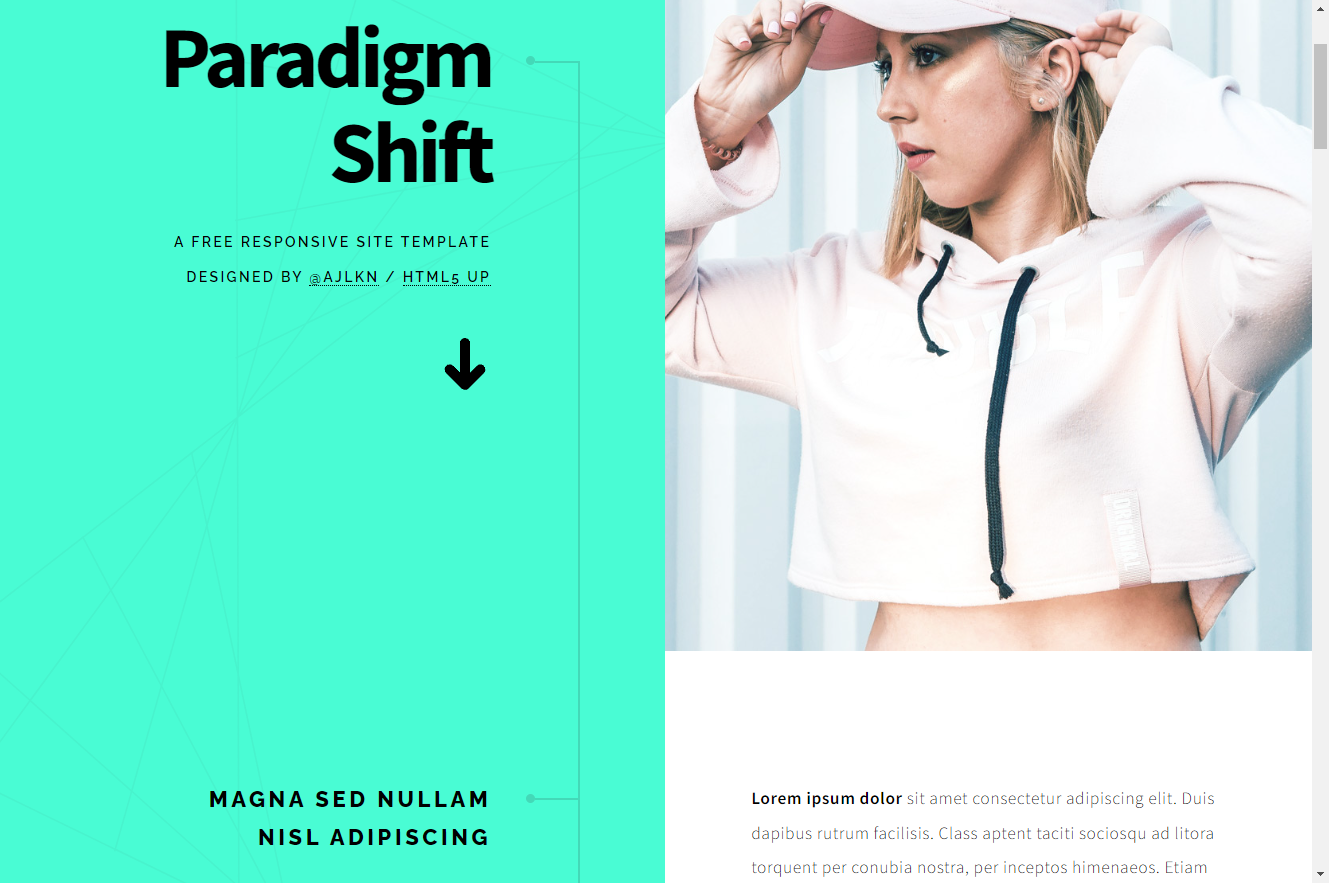 Paradigm
Shift
A FREE RESPONSIVE SITE TEMPLATE
DESIGNED BY @AJLKN / HTML5 UP
ORIGINAL
MAGNA SED NULLAM
NISL ADIPISCING
Lorem ipsum dolor sit amet consectetur adipiscing elit. Duis
dapibus rutrum facilisis. Class aptent taciti sociosqu ad litora
torquent per conubia nostra, per inceptos himenaeos. Etiam